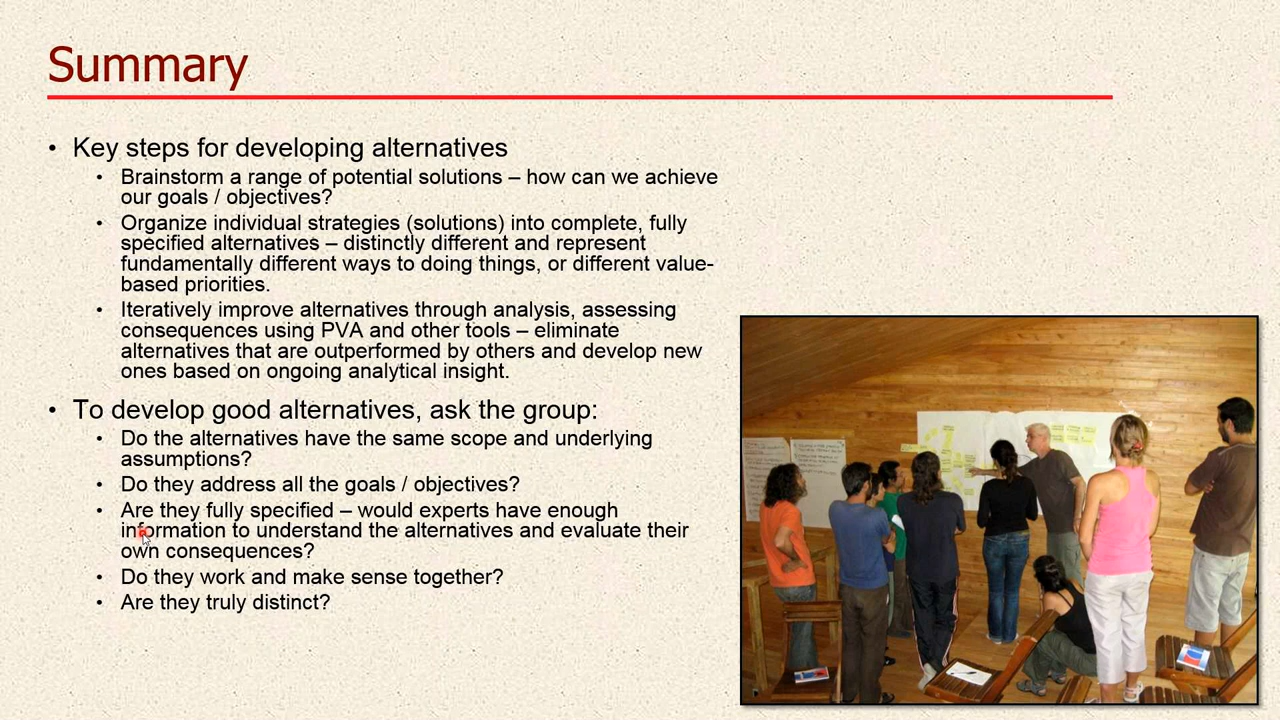 Summary
• Key steps for developing alternatives
• Brainstorm a range of potential solutions – how can we achieve
our goals / objectives?
• Organize individual strategies (solutions) into complete, fully
specified alternatives – distinctly different and represent
fundamentally different ways to doing things, or different value-
based priorities.
• Iteratively improve alternatives through analysis, assessing
consequences using PVA and other tools – eliminate
alternatives that are outperformed by others and develop new
ones based on ongoing analytical insight.
• To develop good alternatives, ask the group:
• Do the alternatives have the same scope and underlying
assumptions?
• Do they address all the goals / objectives?
• Are they fully specified – would experts have enough
information to understand the alternatives and evaluate their
own consequences?
• Do they work and make sense together?
• Are they truly distinct?